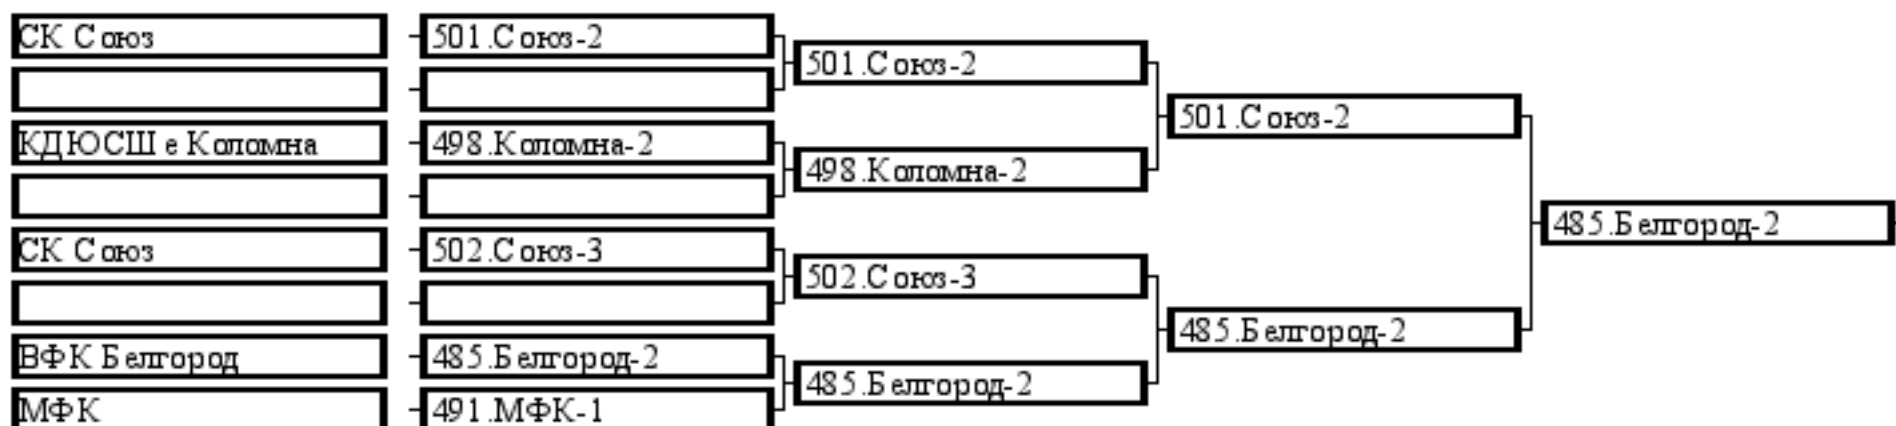 СК Союз
501.Союз-2
501.Союз-2
501.Союз-2
КДЮСШ е Коломна
498.Коломна-2
498.Коломна-2
485.Белгород-2
СК Союз
502.Союз-3
502.Союз-3
485.Белгород-2
ВФК Белгород
485.Белгород-2
485.Белгород-2
МФК
491.МФК-1